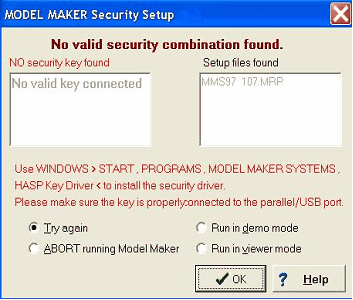 MODEL MAKER Security Setup
No valid security combination found.
NO security key found
Setup files found
No valid key connected
MMS97 107.MRP
Use WINDOWS > START , PROGRAMS , MODEL MAKER SYSTEMS ,
HASP Key Driver < to install the security driver.
Please make sure the key is properlyconnected to the parallel/USB port.
Try again
Run in demo mode
ABORT running Model Maker
Run in viewer mode
OK
? Help